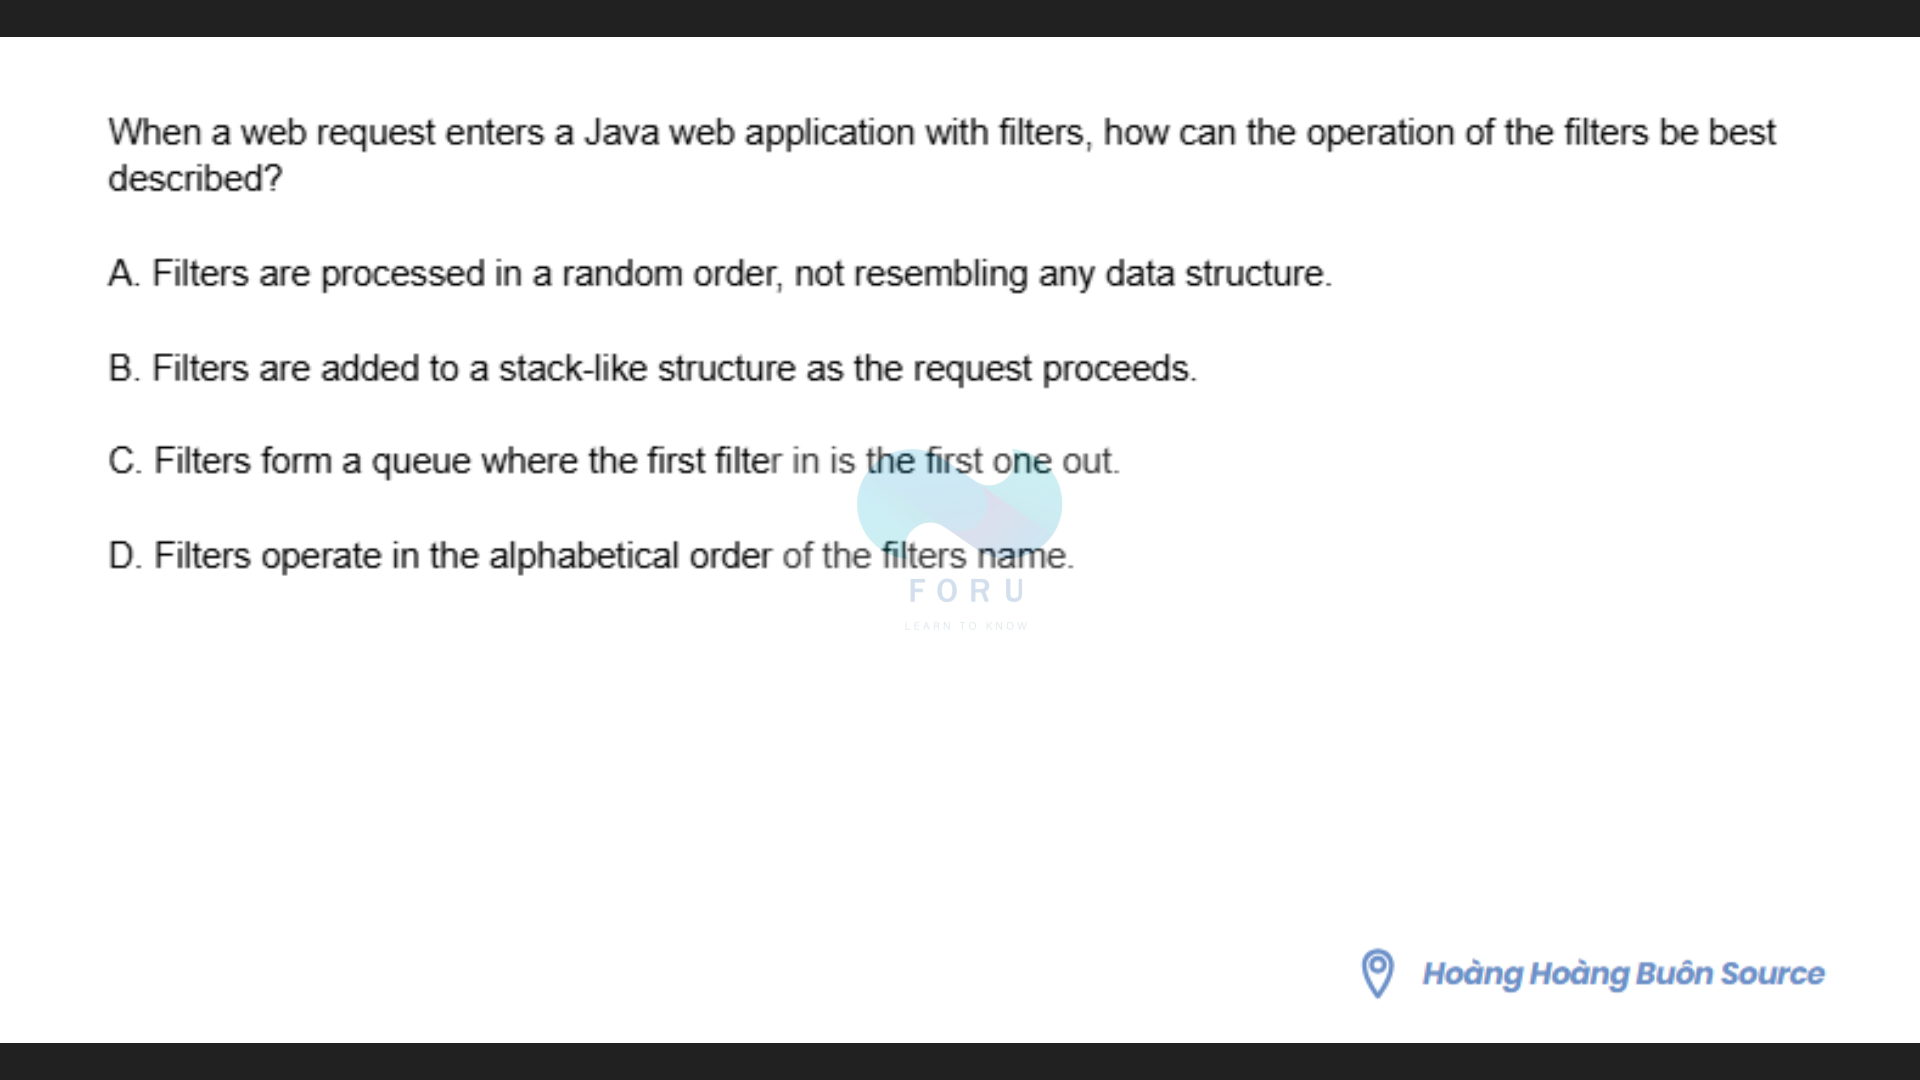 When a web request enters a Java web application with filters, how can the operation of the filters be best
described?
A. Filters are processed in a random order, not resembling any data structure.
B. Filters are added to a stack-like structure as the request proceeds.
C. Filters form a queue where the first filter in is the first one out.
D. Filters operate in the alphabetical order of the filters name.
FORU
LEARN TO KNOW
Hoàng Hoàng Buôn Source